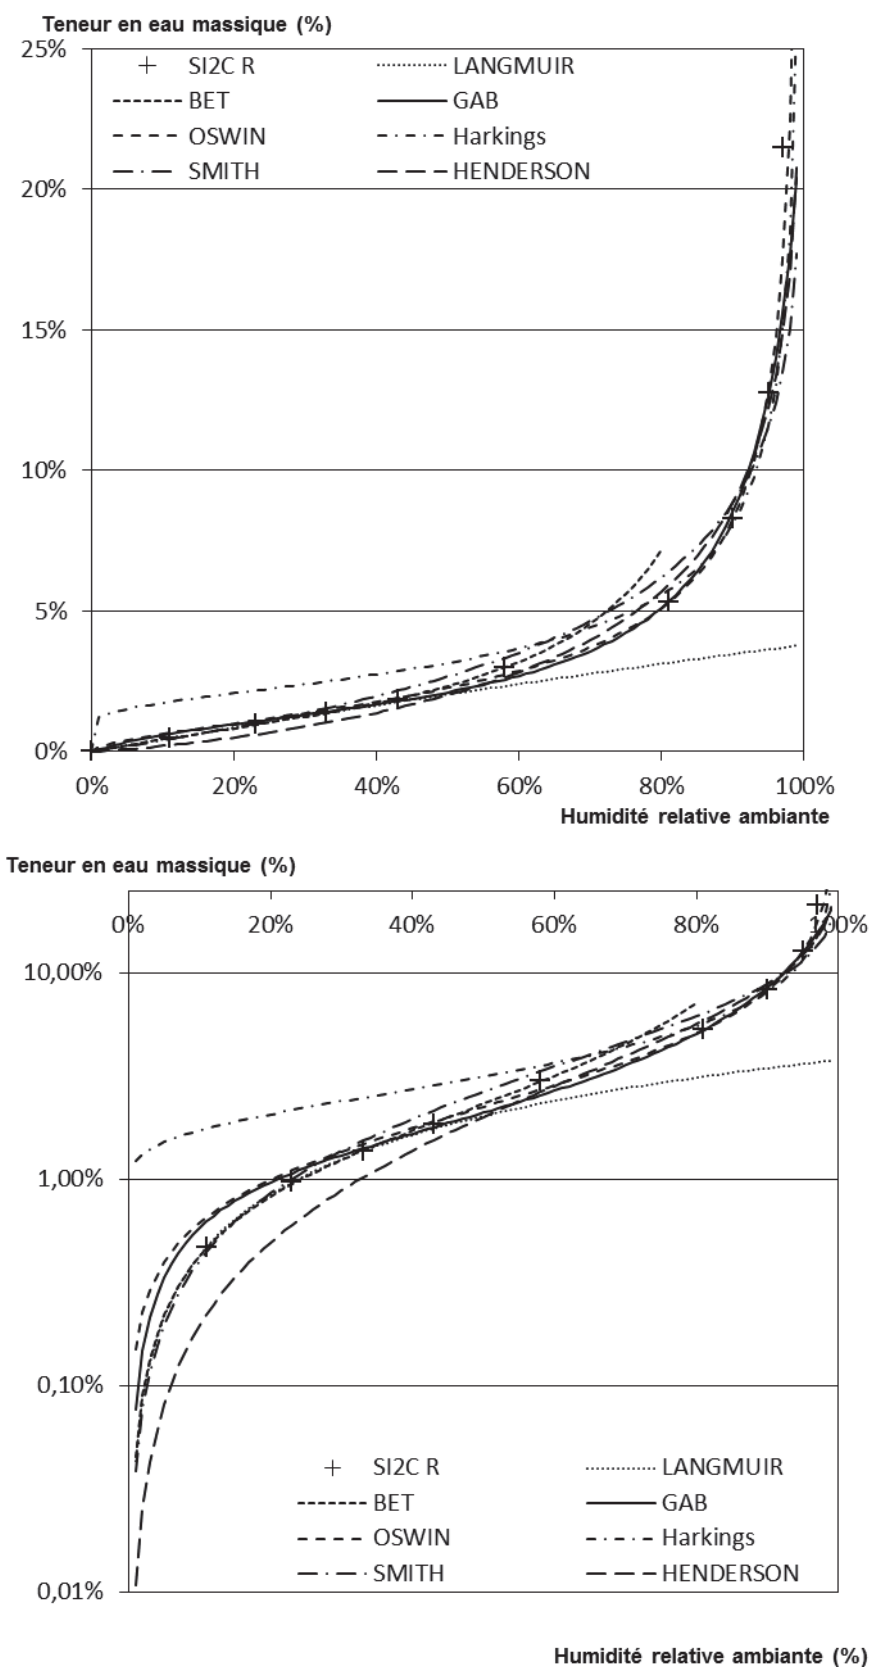 Teneur en eau massique (%)
25%
SI2C R
LANGMUIR
BET
GAB
OSWIN
Harkings
SMITH
HENDERSON
20%
15%
10%
5%
0%
0% 20% 40% 60% 80% 100%
Humidité relative ambiante
Teneur en eau massique (%)
0% 20% 40% 60% 80% 100%
10,00%
1,00%
0,10%
SI2C R
LANGMUIR
BET
GAB
OSWIN
Harkings
SMITH
HENDERSON
0,01%
Humidité relative ambiante (%)